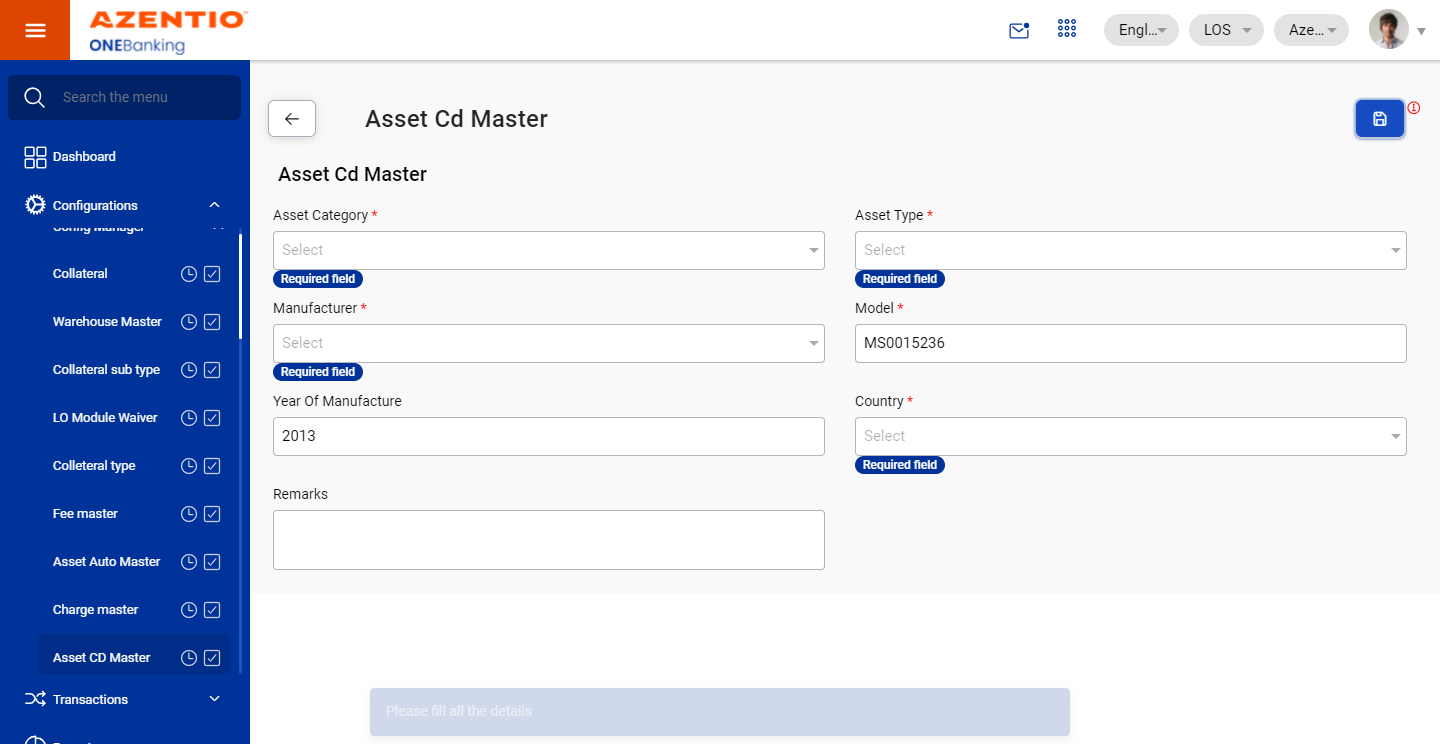 AZENTIO
ONEBanking
Engl...
LOS
Aze...
Search the menu
Dashboard
Configurations
Config Manager
Collateral
Warehouse Master
Collateral sub type
LO Module Waiver
Colleteral type
Fee master
Asset Auto Master
Charge master
Asset CD Master
Transactions
Asset Cd Master
Asset Cd Master
Asset Category *
Select
Required field
Asset Type *
Select
Required field
Manufacturer *
Select
Required field
Model *
MS0015236
Year Of Manufacture
2013
Country *
Select
Required field
Remarks
Please fill all the details